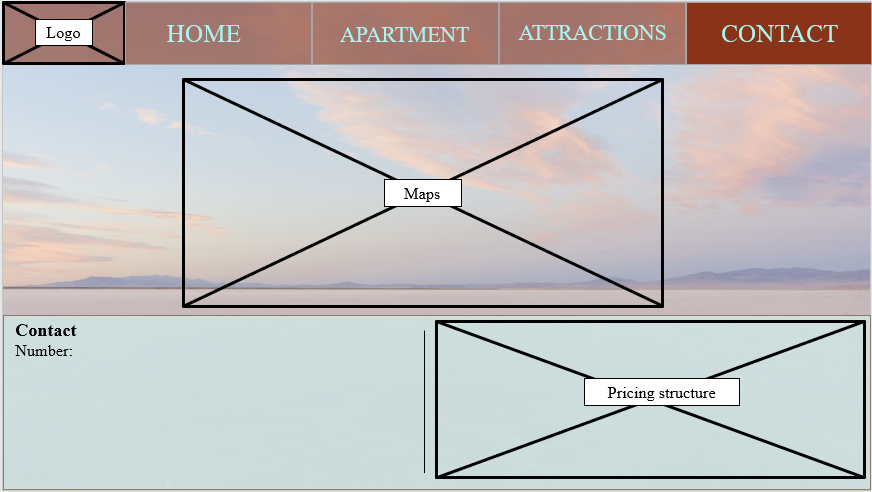 Logo
HOME
APARTMENT
ATTRACTIONS
CONTACT
Maps
Contact
Number:
Pricing structure